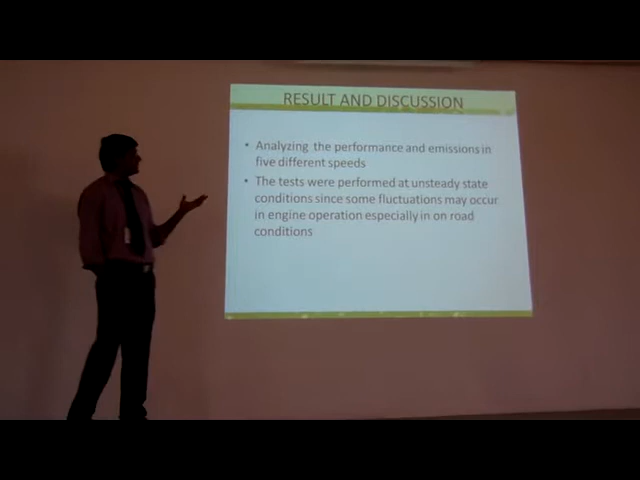 RESULT AND DISCUSSION
• Analyzing the performance and emissions in
five different speeds
• The tests were performed at unsteady state
conditions since some fluctuations may occur
in engine operation especially in on road
conditions